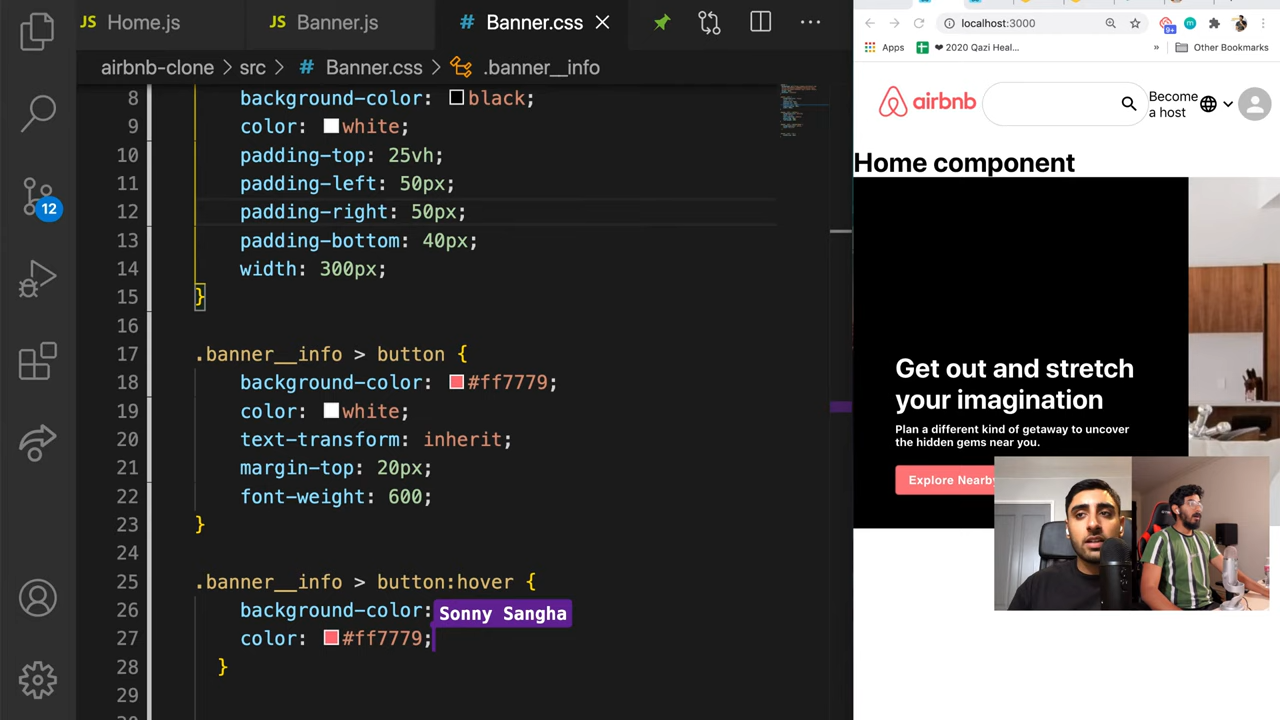 JS Home.js
JS Banner.js
# Banner.css
airbnb-clone > src > # Banner.css > .banner__info
8 background-color: black;
9 color: white;
10 padding-top: 25vh;
11 padding-left: 50px;
12 padding-right: 50px;
13 padding-bottom: 40px;
14 width: 300px;
15 }
16
17 .banner__info > button {
18 background-color: #ff7779;
19 color: white;
20 text-transform: inherit;
21 margin-top: 20px;
22 font-weight: 600;
23 }
24
25 .banner__info > button:hover {
26 background-color:
Sonny Sangha
27 color: #ff7779;
28 }
29
12
localhost:3000
9+
Apps
❤ 2020 Qazi Heal...
»
Other Bookmarks
airbnb
Become
a host
Home component
Get out and stretch
your imagination
Plan a different kind of getaway to uncover
the hidden gems near you.
Explore Nearby